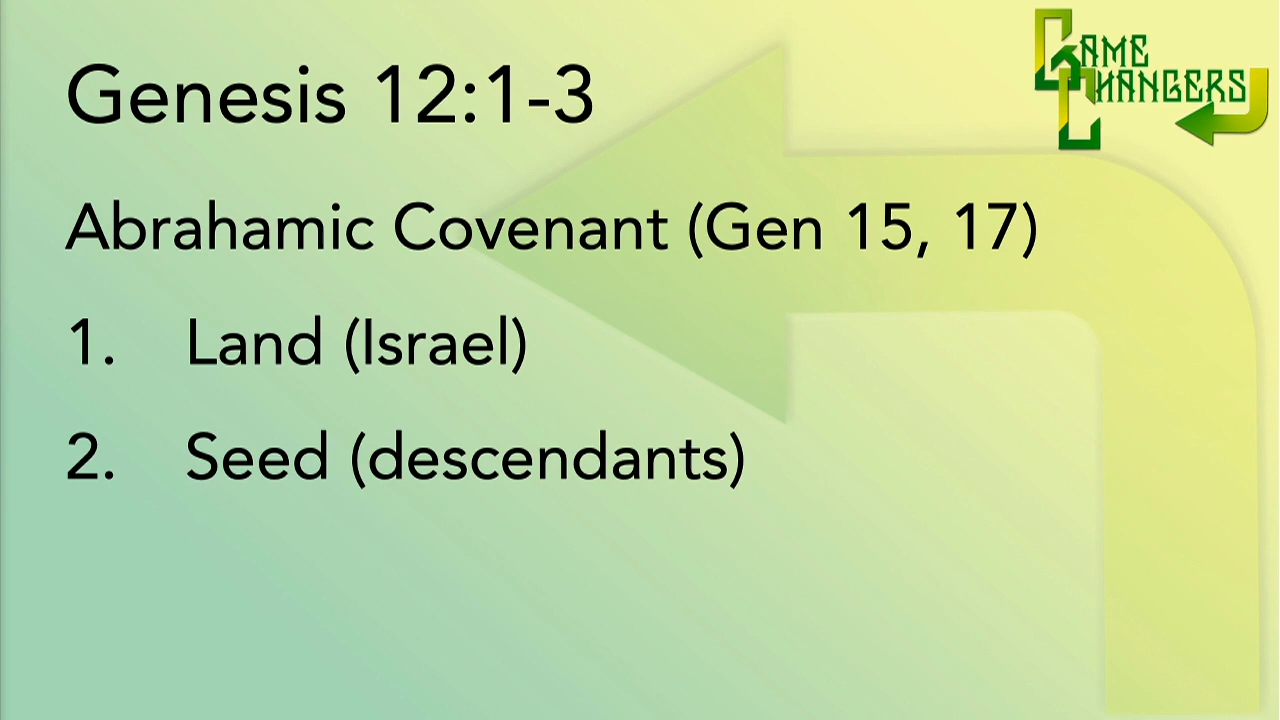 GAME
CHANGERS
Genesis 12:1-3
Abrahamic Covenant (Gen 15, 17)
1. Land (Israel)
2. Seed (descendants)